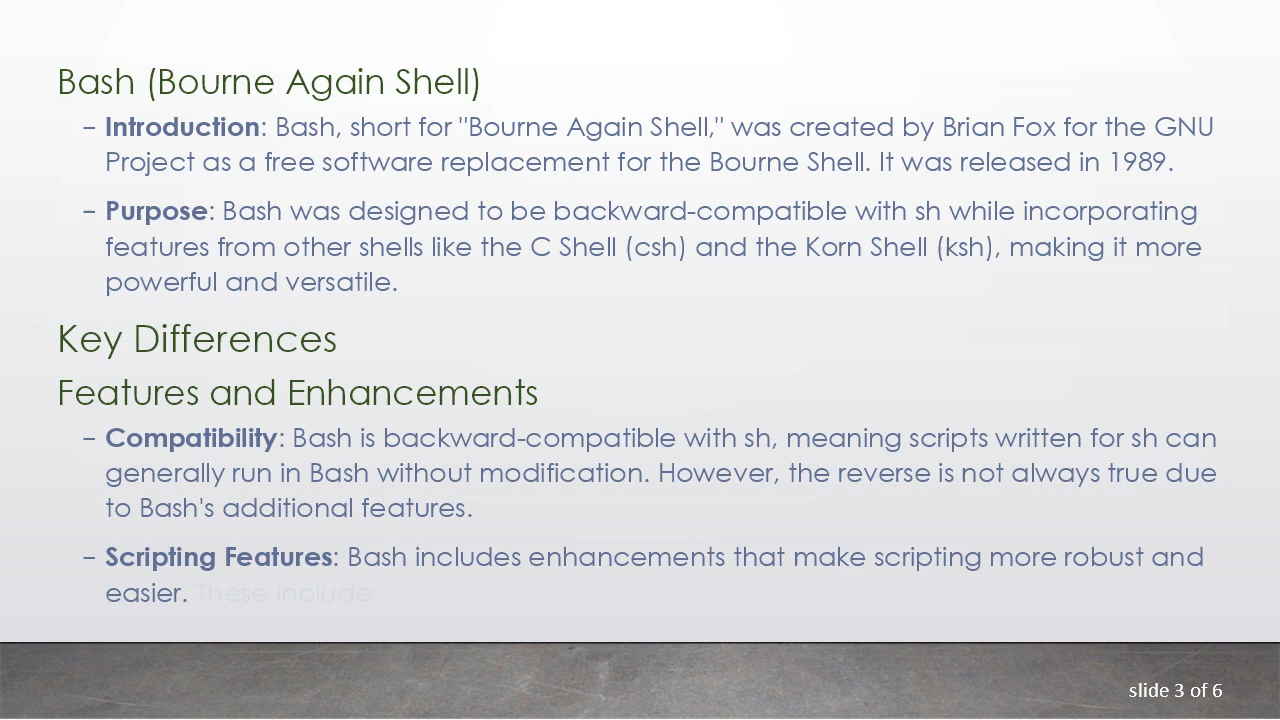 Bash (Bourne Again Shell)
– Introduction: Bash, short for "Bourne Again Shell," was created by Brian Fox for the GNU
Project as a free software replacement for the Bourne Shell. It was released in 1989.
– Purpose: Bash was designed to be backward-compatible with sh while incorporating
features from other shells like the C Shell (csh) and the Korn Shell (ksh), making it more
powerful and versatile.
Key Differences
Features and Enhancements
– Compatibility: Bash is backward-compatible with sh, meaning scripts written for sh can
generally run in Bash without modification. However, the reverse is not always true due
to Bash's additional features.
– Scripting Features: Bash includes enhancements that make scripting more robust and
easier. These include:
slide 3 of 6